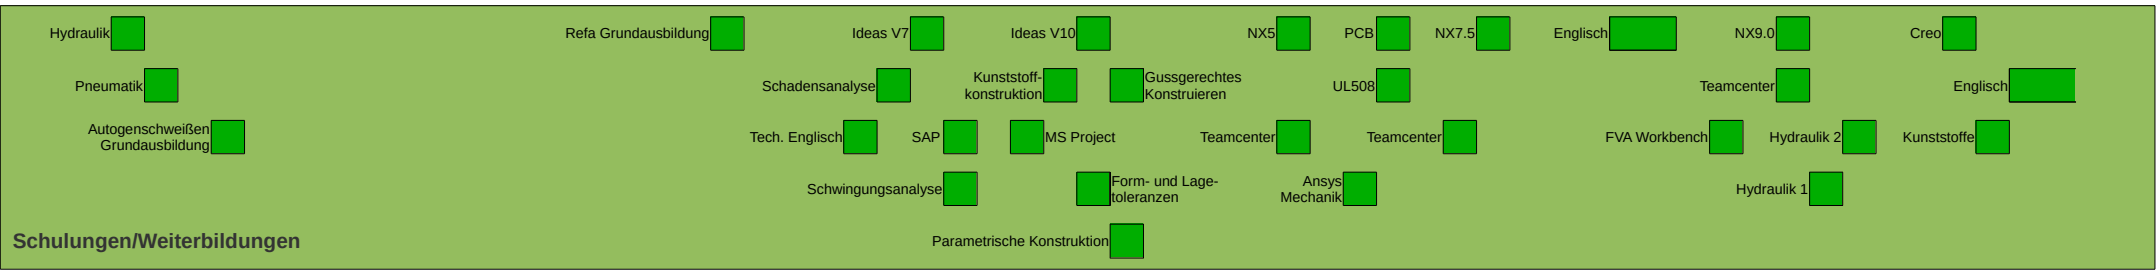 Hydraulik
Refa Grundausbildung
Ideas V7
Ideas V10
NX5
PCB
NX7.5
Englisch
NX9.0
Creo
Pneumatik
Schadensanalyse
Kunststoff-
konstruktion
Gussgerechtes
Konstruieren
UL508
Teamcenter
Englisch
Autogenschweißen
Grundausbildung
Tech. Englisch
SAP
MS Project
Teamcenter
Teamcenter
FVA Workbench
Hydraulik 2
Kunststoffe
Schwingungsanalyse
Form- und Lage-
toleranzen
Ansys
Mechanik
Hydraulik 1
Schulungen/Weiterbildungen
Parametrische Konstruktion